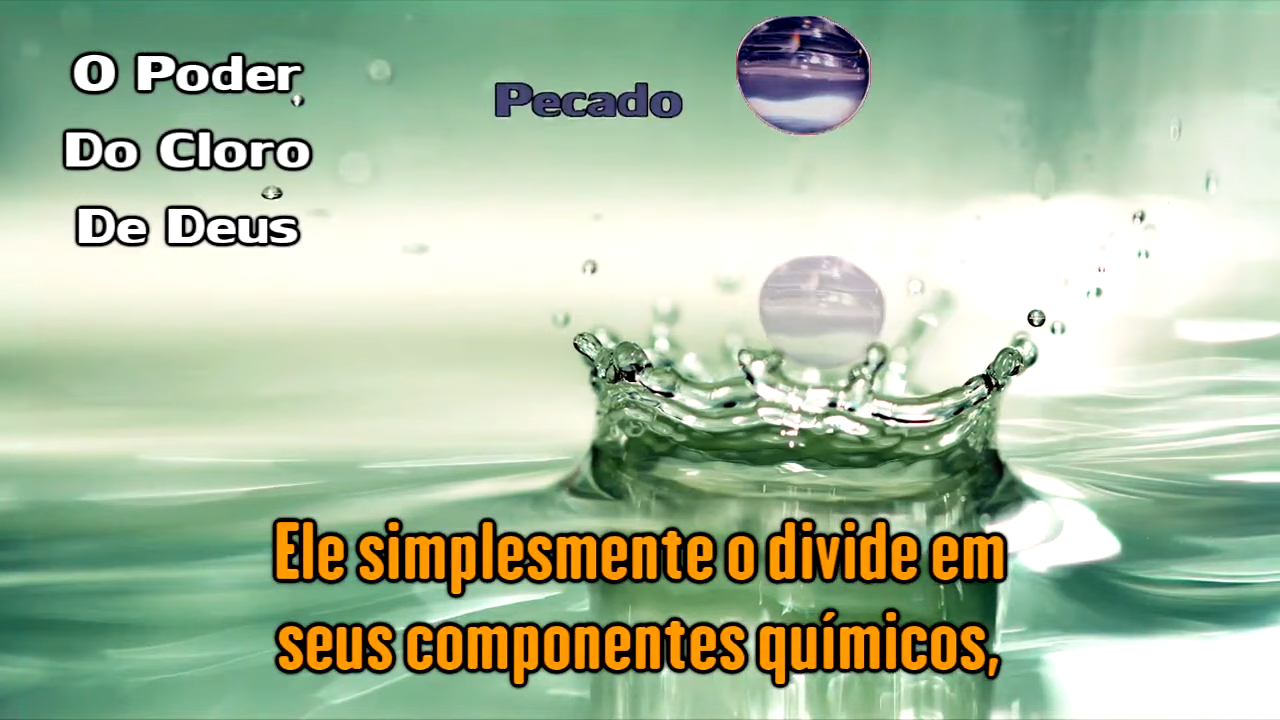 O Poder
Do Cloro
De Deus
Pecado
Ele simplesmente o divide em
seus componentes químicos,